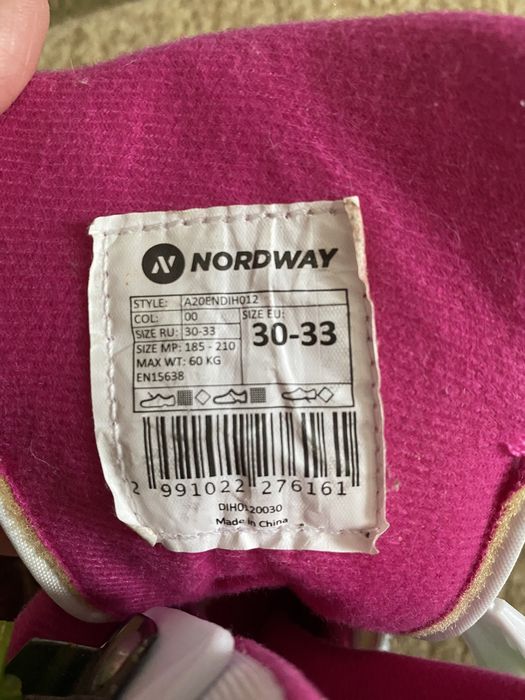 N NORDWAY
STYLE: A20ENDIH012
COL: 00
SIZE EU:
SIZE RU: 30-33
30-33
SIZE MP: 185 - 210
MAX WT: 60 KG
EN15638
2 991022 276161
DIH0120030
Made in China